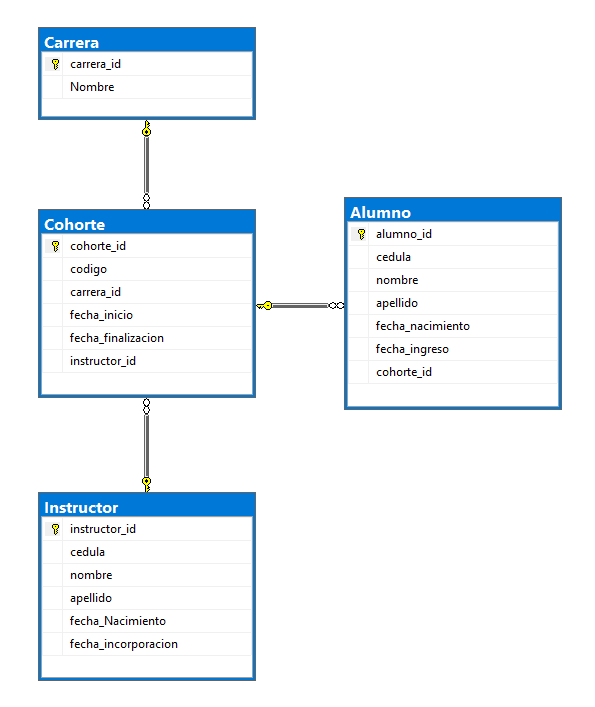 Carrera
carrera_id
Nombre
Cohorte
cohorte_id
codigo
carrera_id
fecha_inicio
fecha_finalizacion
instructor_id
Alumno
alumno_id
cedula
nombre
apellido
fecha_nacimiento
fecha_ingreso
cohorte_id
Instructor
instructor_id
cedula
nombre
apellido
fecha_Nacimiento
fecha_incorporacion